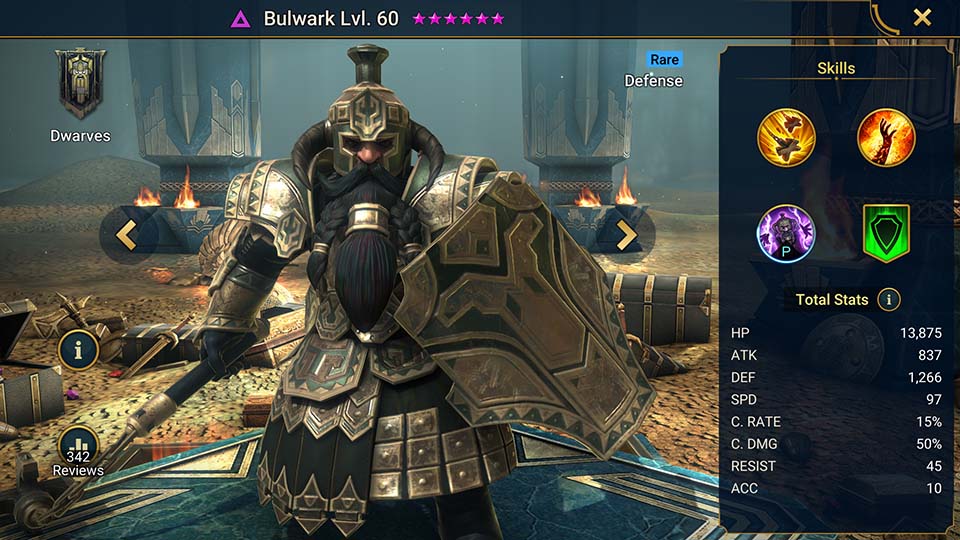 Bulwark Lvl. 60
Dwarves
Rare
Defense
Skills
P
Total Stats i
HP 13,875
ATK 837
DEF 1,266
SPD 97
C. RATE 15%
C. DMG 50%
RESIST 45
ACC 10
i
342
Reviews